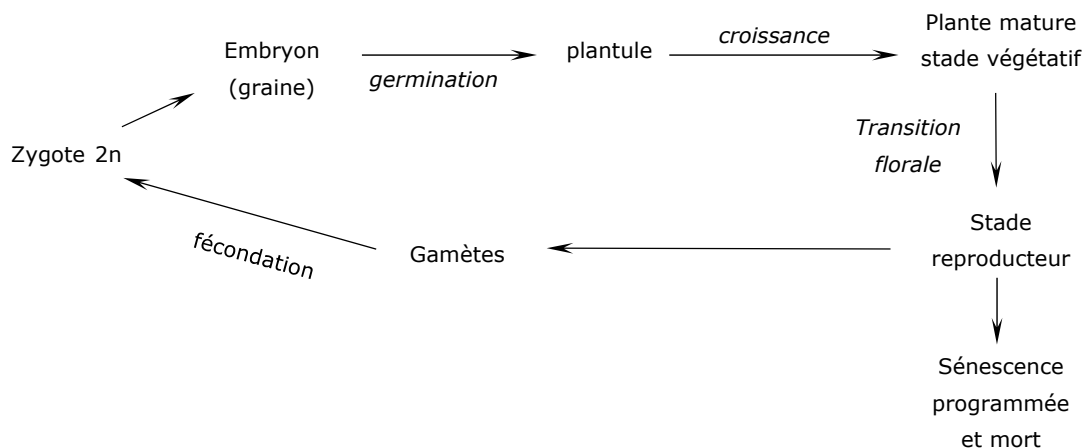 Embryon
(graine)
germination
plantule
croissance
Plante mature
stade végétatif
Transition
florale
Zygote 2n
fécondation
Gamètes
Stade
reproducteur
Sénescence
programmée
et mort